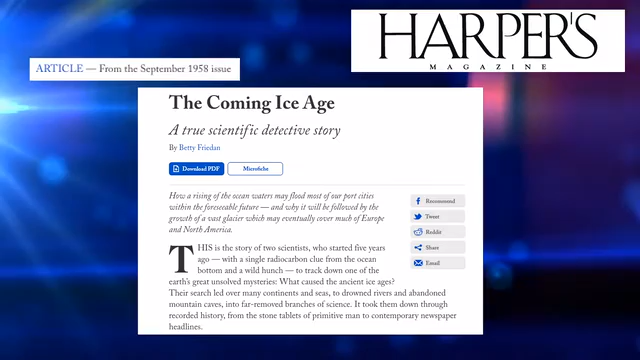 HARPER'S
MAGAZINE
ARTICLE — From the September 1958 issue
The Coming Ice Age
A true scientific detective story
By Betty Friedan
Download PDF
Microfiche
How a rising of the ocean waters may flood most of our port cities
within the foreseeable future — and why it will be followed by the
growth of a vast glacier which may eventually cover much of Europe
and North America.
Recommend
Tweet
Reddit
Share
Email
THIS is the story of two scientists, who started five years
ago — with a single radiocarbon clue from the ocean
bottom and a wild hunch — to track down one of the
earth's great unsolved mysteries: What caused the ancient ice ages?
Their search led over many continents and seas, to drowned rivers and abandoned
mountain caves, into far-removed branches of science. It took them down through
recorded history, from the stone tablets of primitive man to contemporary newspaper
headlines.